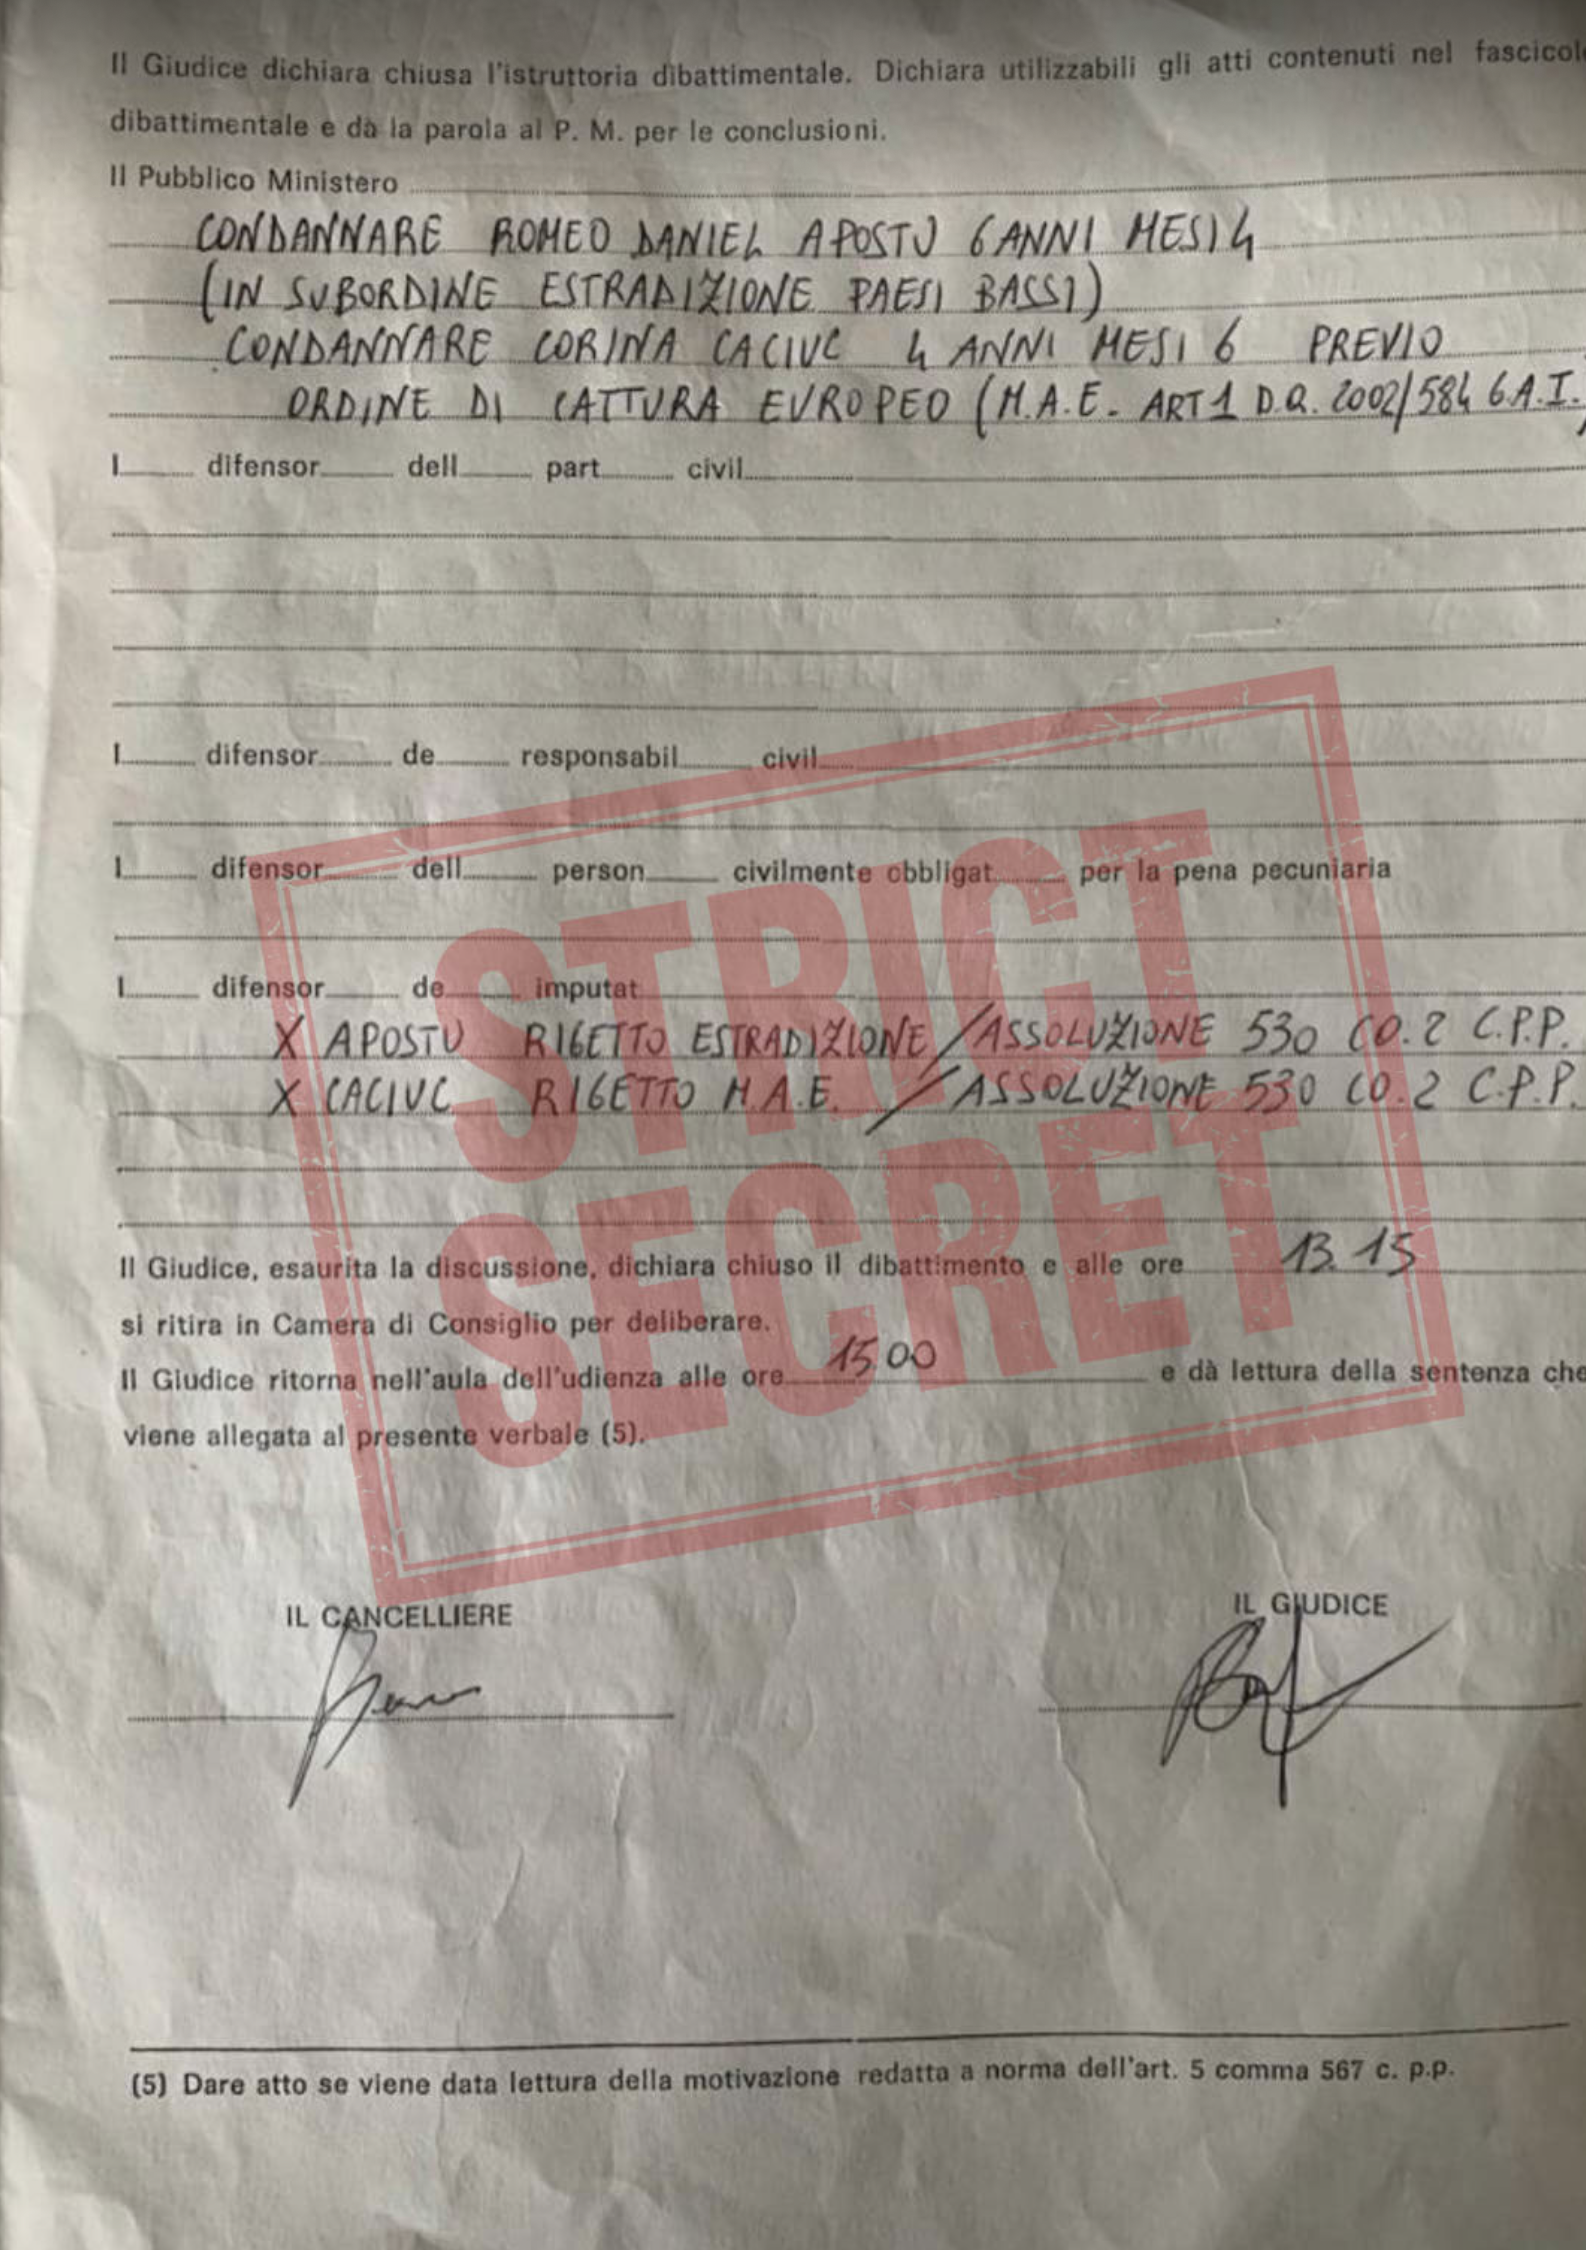 Il Giudice dichiara chiusa l'istruttoria dibattimentale. Dichiara utilizzabili gli atti contenuti nel fascicolo
dibattimentale e dà la parola al P. M. per le conclusioni.
Il Pubblico Ministero
CONDANNARE ROMEO DANIEL APOSTU 6 ANNI MESI 4
(IN SUBORDINE ESTRADIZIONE PAESI BASSI)
CONDANNARE CORINA CACIUC 4 ANNI MESI 6 PREVIO
ORDINE DI CATTURA EUROPEO (M.A.E. ART 1 D.Q. 2002/584 G.A.I.)
I difensor dell part civil
I difensor de responsabil civil
I difensor dell person civilmente obbligat per la pena pecuniaria
I difensor de imputat
X APOSTU RIGETTO ESTRADIZIONE / ASSOLUZIONE 530 CO. 2 C.P.P.
X CACIUC RIGETTO M.A.E. / ASSOLUZIONE 530 CO. 2 C.P.P.
STRICT
SECRET
Il Giudice, esaurita la discussione, dichiara chiuso il dibattimento e alle ore 13.15
si ritira in Camera di Consiglio per deliberare.
Il Giudice ritorna nell'aula dell'udienza alle ore 15.00 e dà lettura della sentenza che
viene allegata al presente verbale (5).
IL CANCELLIERE IL GIUDICE
(5) Dare atto se viene data lettura della motivazione redatta a norma dell'art. 5 comma 567 c. p.p.